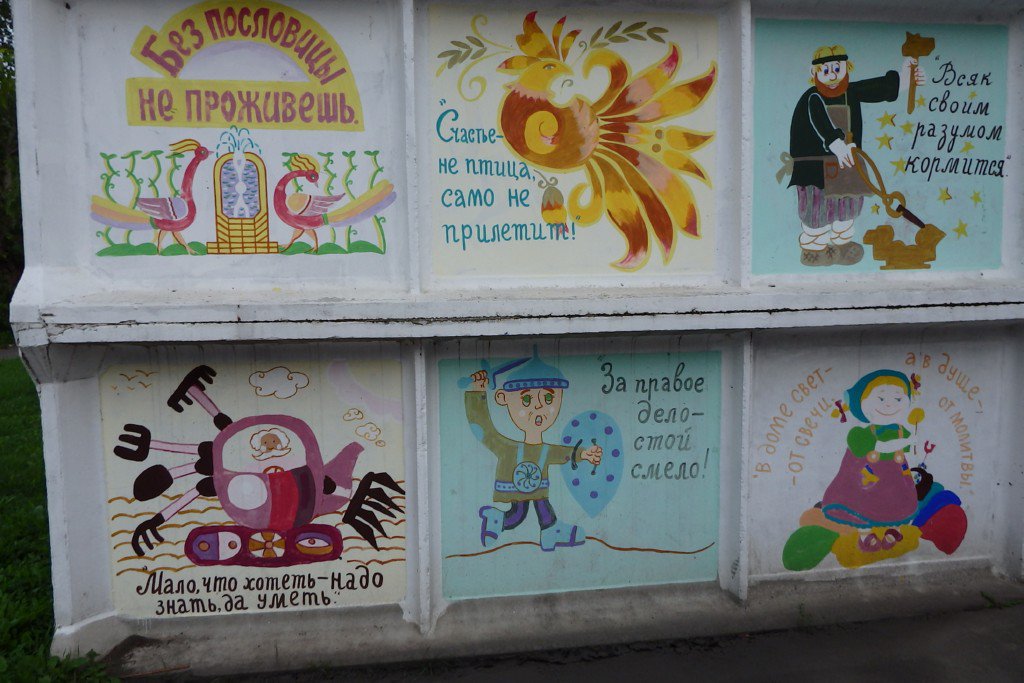 Без пословицы
не проживешь.
"Счастье-
не птица,
само не
прилетит!"
"Всяк
своим
разумом
кормится.
"Мало, что хотеть - надо
знать, да уметь."
"За правое
дело-
стой
смело!
"В доме свет-
-от свечи,
а в душе-,
от молитвы"